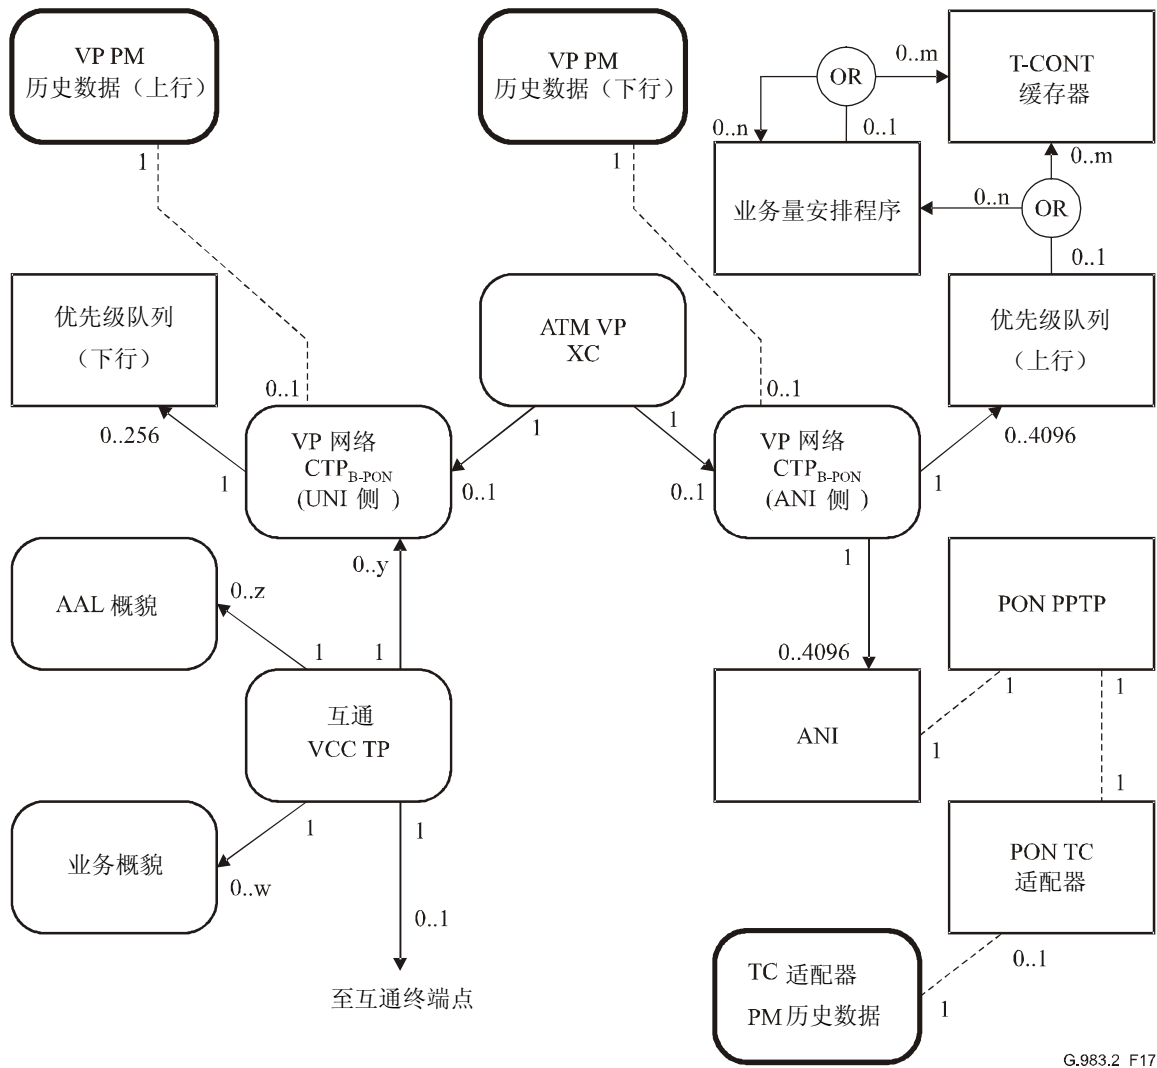 VP PM
历史数据（上行）
VP PM
历史数据（下行）
OR
0..m
T-CONT
缓存器
0..n
0..1
1
1
0..m
业务量安排程序
0..n
OR
0..1
优先级队列
（下行）
ATM VP
XC
优先级队列
（上行）
0..1
0..1
0..256
1
1
0..4096
VP 网络
CTPB-PON
(UNI 侧 )
VP 网络
CTPB-PON
(ANI 侧 )
1
0..1
0..1
1
0..y
1
AAL 概貌
0..z
PON PPTP
1
1
0..4096
1
1
互通
VCC TP
ANI
1
1
业务概貌
1
1
PON TC
适配器
0..w
0..1
0..1
TC 适配器
PM 历史数据
1
至互通终端点
G.983.2_F17